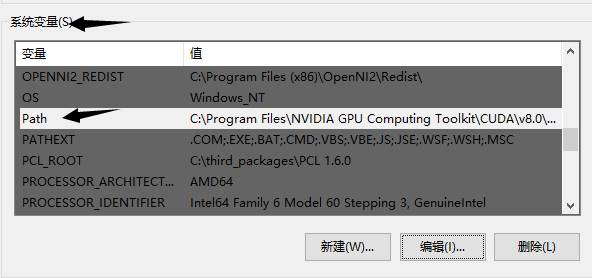 系统变量(S)
变量 值
OPENNI2_REDIST C:\Program Files (x86)\OpenNI2\Redist\
OS Windows_NT
Path C:\Program Files\NVIDIA GPU Computing Toolkit\CUDA\v8.0\...
PATHEXT .COM;.EXE;.BAT;.CMD;.VBS;.VBE;.JS;.JSE;.WSF;.WSH;.MSC
PCL_ROOT C:\third_packages\PCL 1.6.0
PROCESSOR_ARCHITECT... AMD64
PROCESSOR_IDENTIFIER Intel64 Family 6 Model 60 Stepping 3, GenuineIntel
新建(W)... 编辑(I)... 删除(L)